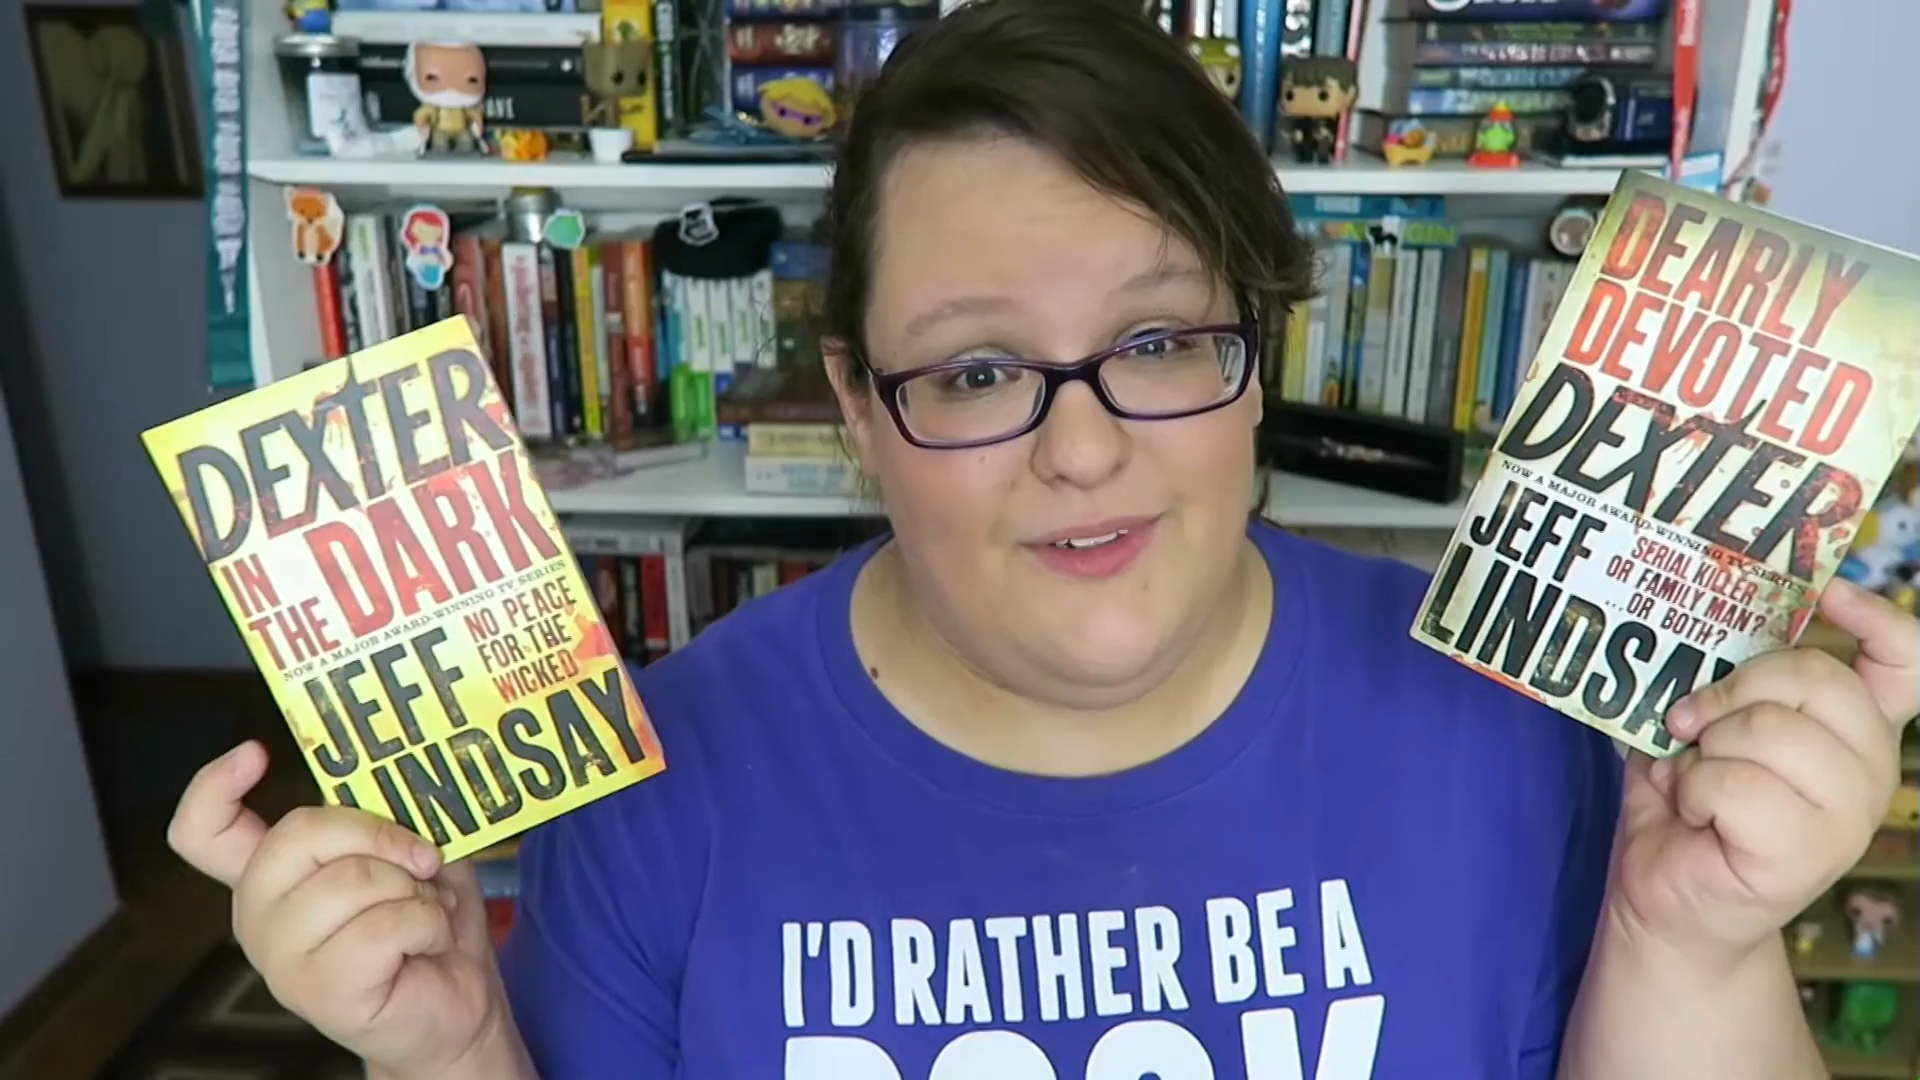 DEXTER
IN
THE
DARK
NOW A MAJOR AWARD-WINNING TV SERIES
JEFF
LINDSAY
NO PEACE
FOR THE
WICKED
DEARLY
DEVOTED
DEXTER
NOW A MAJOR AWARD-WINNING TV SERIES
JEFF
LINDSAY
SERIAL KILLER
OR FAMILY MAN?
...OR BOTH?
I'D RATHER BE A